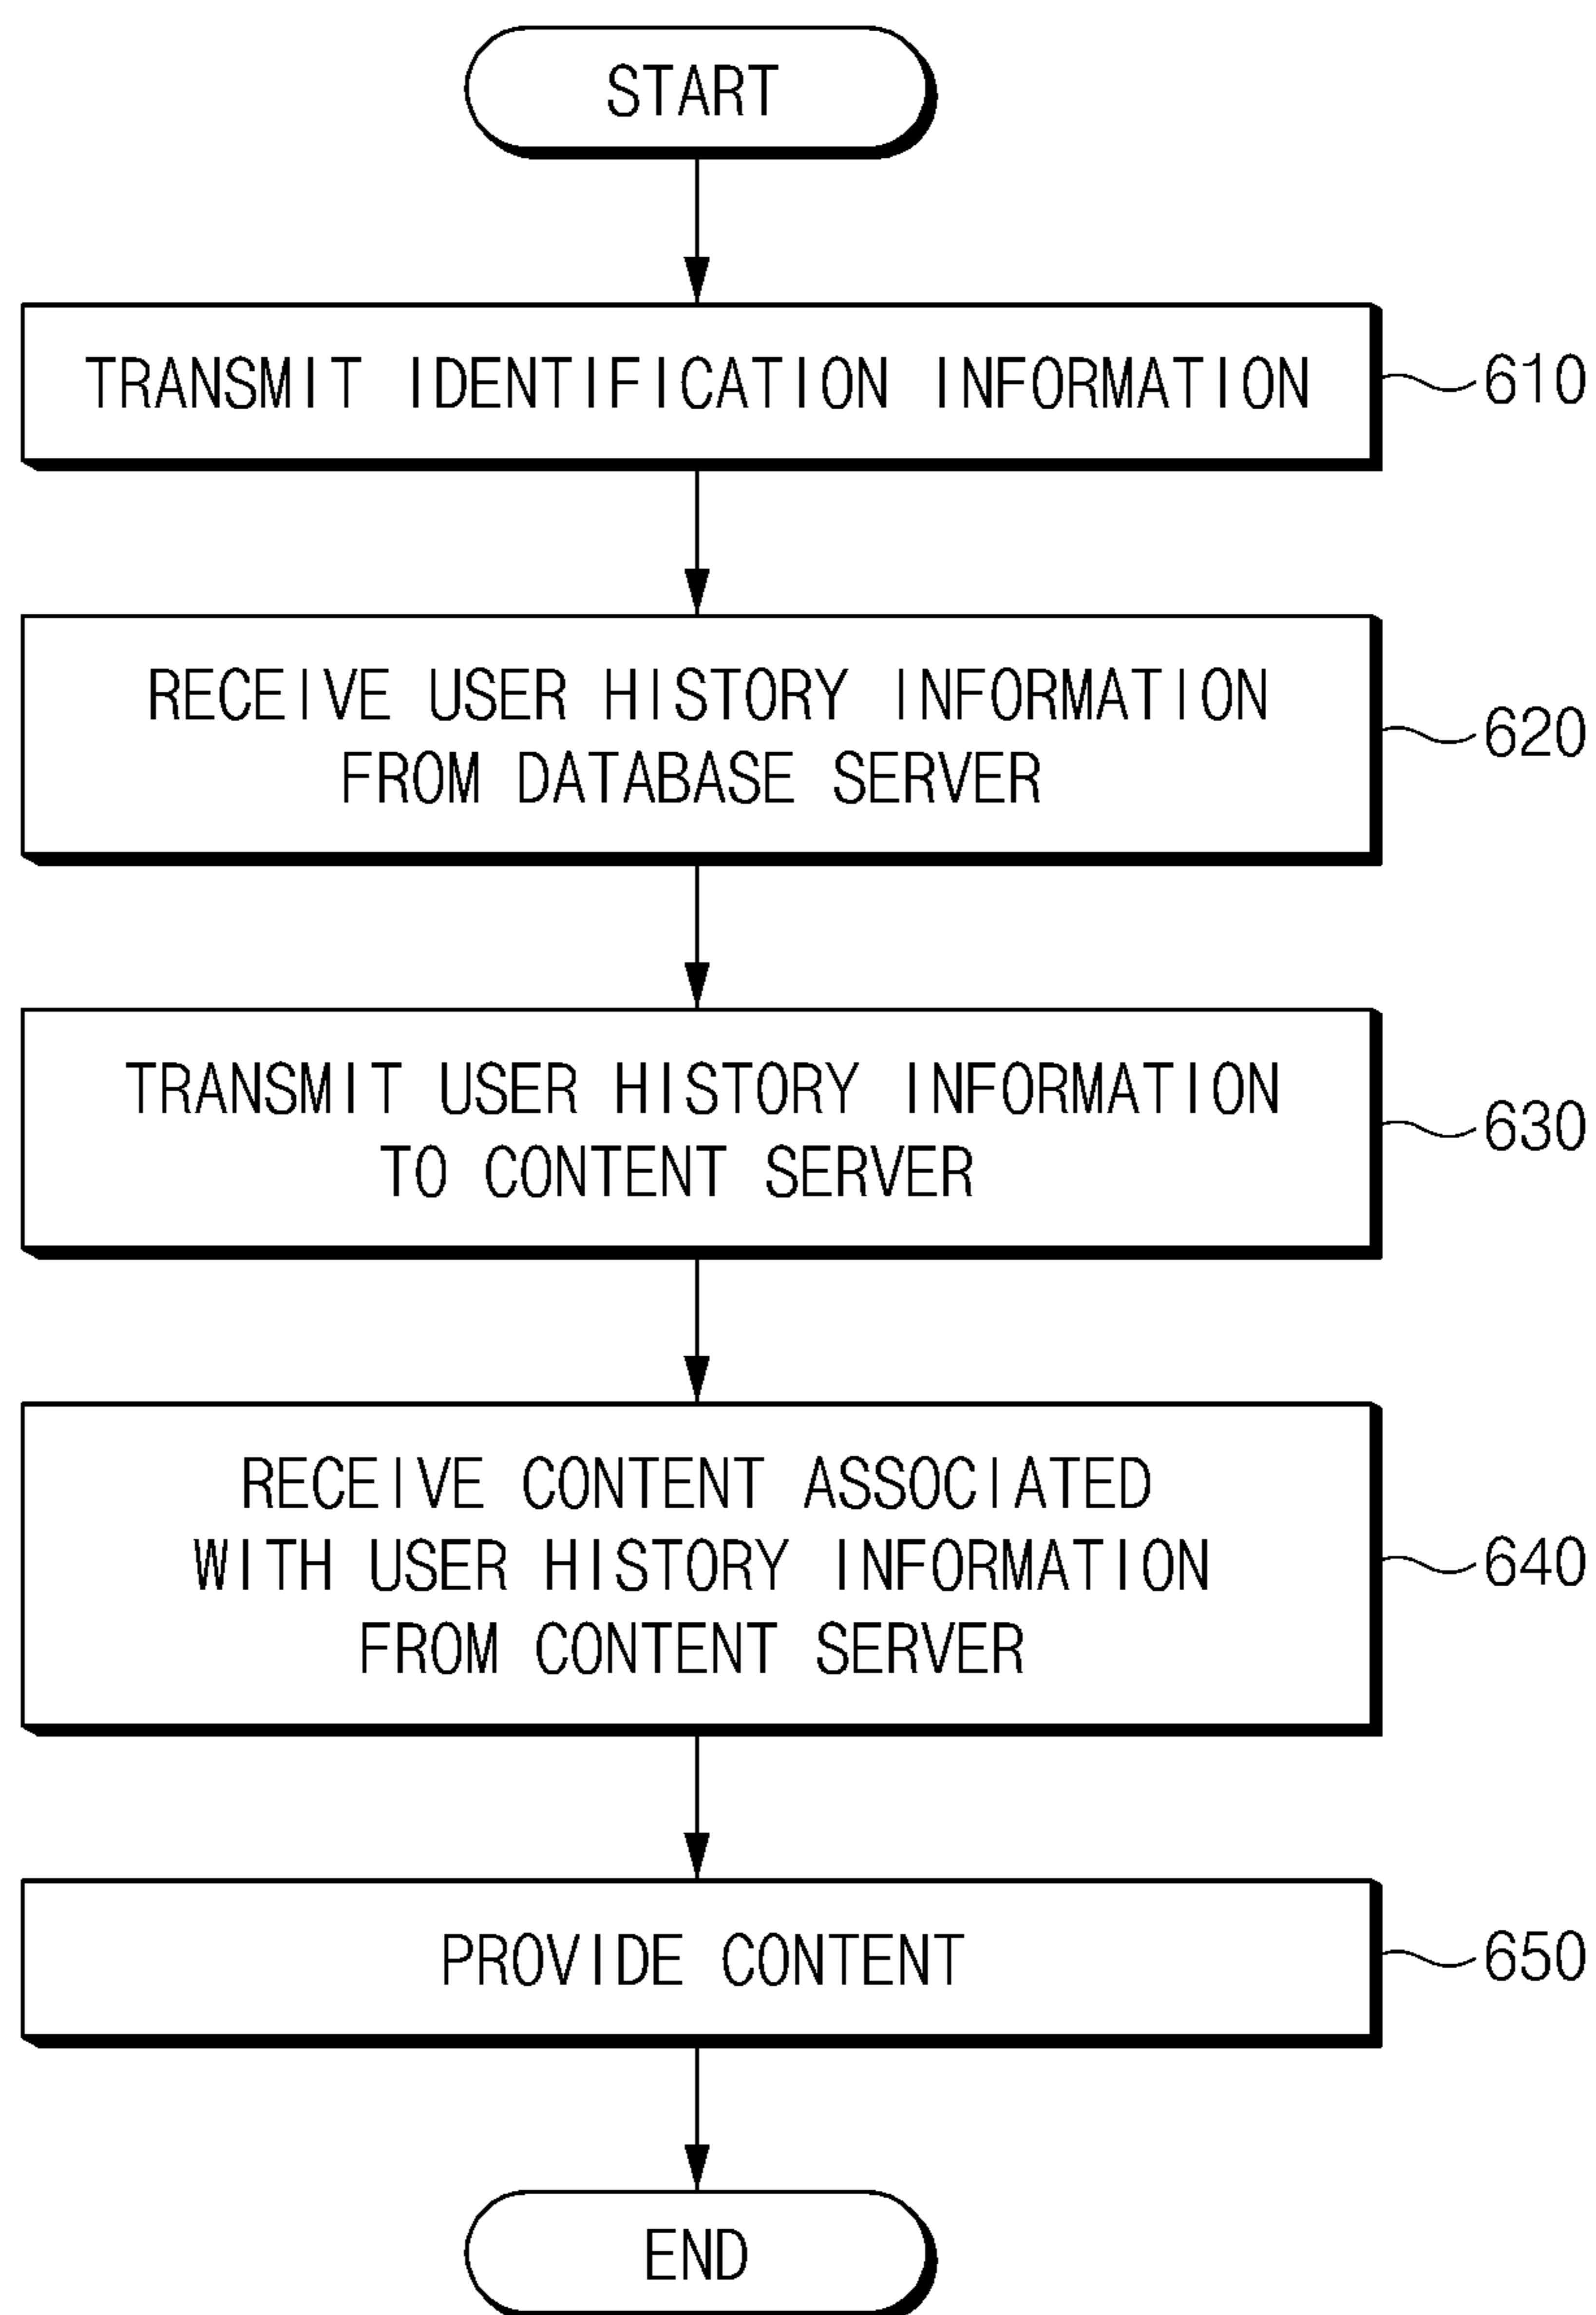 START
TRANSMIT IDENTIFICATION INFORMATION
610
RECEIVE USER HISTORY INFORMATION
FROM DATABASE SERVER
620
TRANSMIT USER HISTORY INFORMATION
TO CONTENT SERVER
630
RECEIVE CONTENT ASSOCIATED
WITH USER HISTORY INFORMATION
FROM CONTENT SERVER
640
PROVIDE CONTENT
650
END